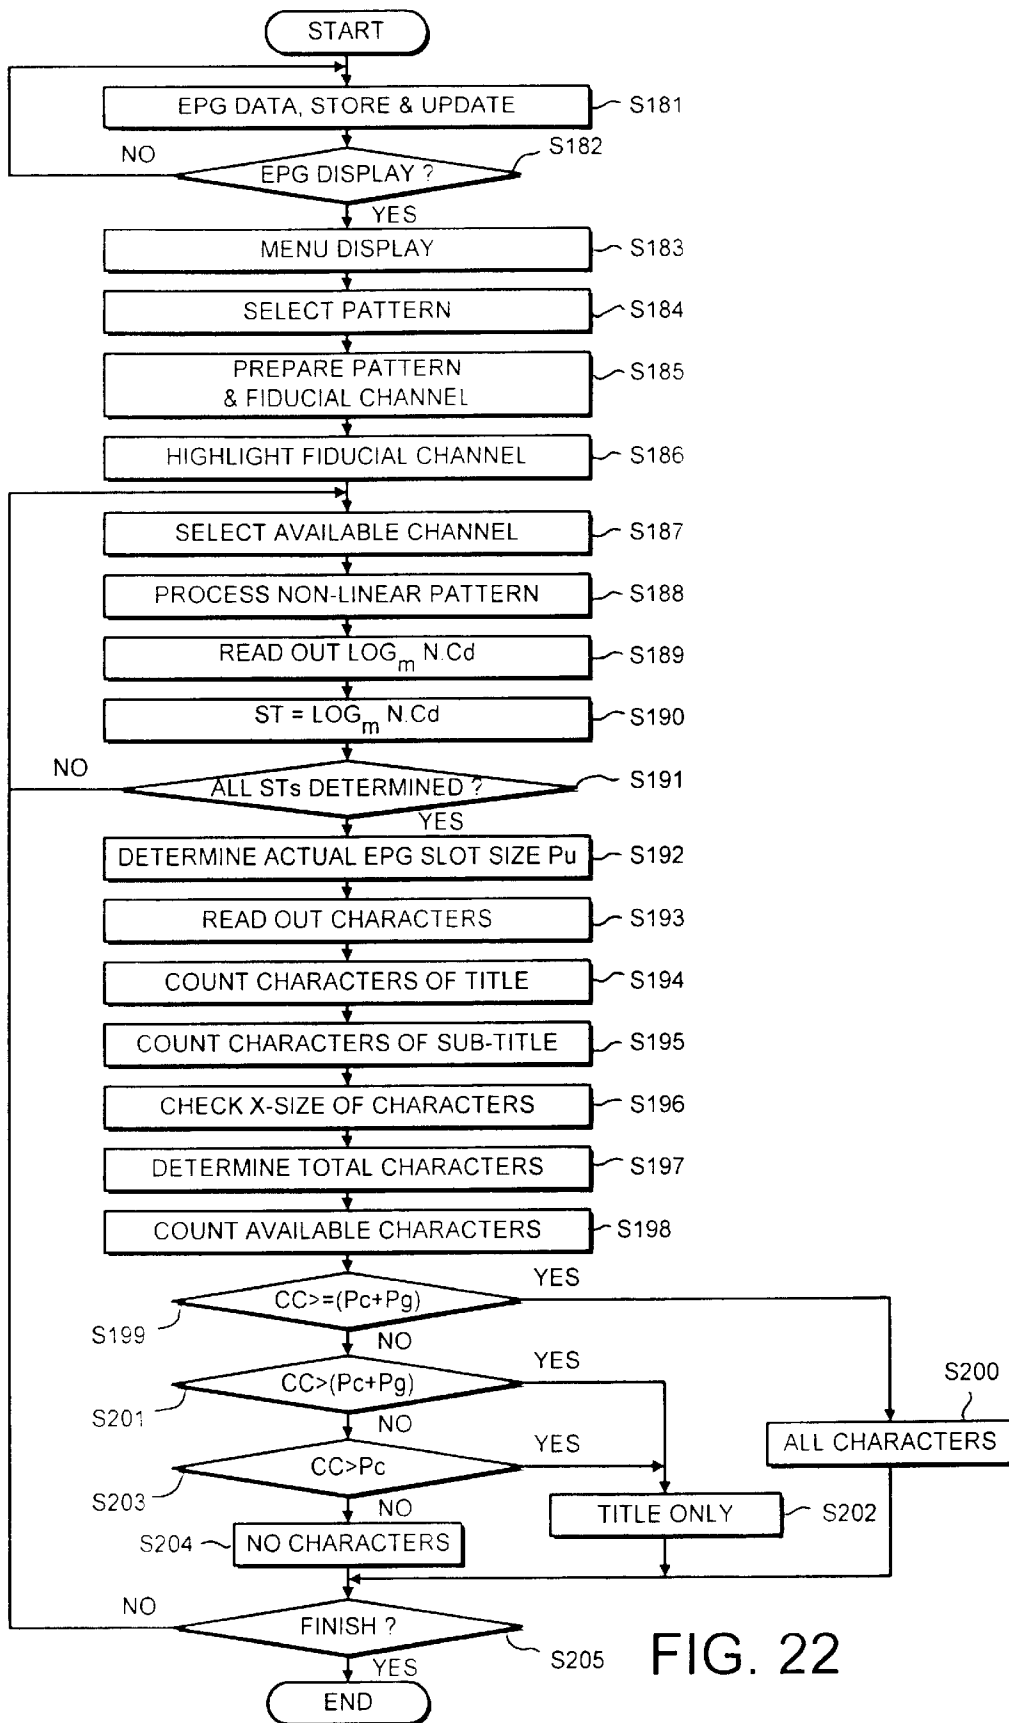 START
EPG DATA, STORE & UPDATE
S181
NO
S182
EPG DISPLAY ?
YES
MENU DISPLAY
S183
SELECT PATTERN
S184
PREPARE PATTERN
& FIDUCIAL CHANNEL
S185
HIGHLIGHT FIDUCIAL CHANNEL
S186
SELECT AVAILABLE CHANNEL
S187
PROCESS NON-LINEAR PATTERN
S188
READ OUT LOGm N.Cd
S189
ST = LOGm N.Cd
S190
NO
ALL STs DETERMINED ?
S191
YES
DETERMINE ACTUAL EPG SLOT SIZE Pu
S192
READ OUT CHARACTERS
S193
COUNT CHARACTERS OF TITLE
S194
COUNT CHARACTERS OF SUB-TITLE
S195
CHECK X-SIZE OF CHARACTERS
S196
DETERMINE TOTAL CHARACTERS
S197
COUNT AVAILABLE CHARACTERS
S198
YES
CC>=(Pc+Pg)
S199
NO
YES
CC>(Pc+Pg)
S201
NO
S200
ALL CHARACTERS
YES
CC>Pc
S203
NO
TITLE ONLY
S202
S204
NO CHARACTERS
NO
FINISH ?
S205
YES
END
FIG. 22